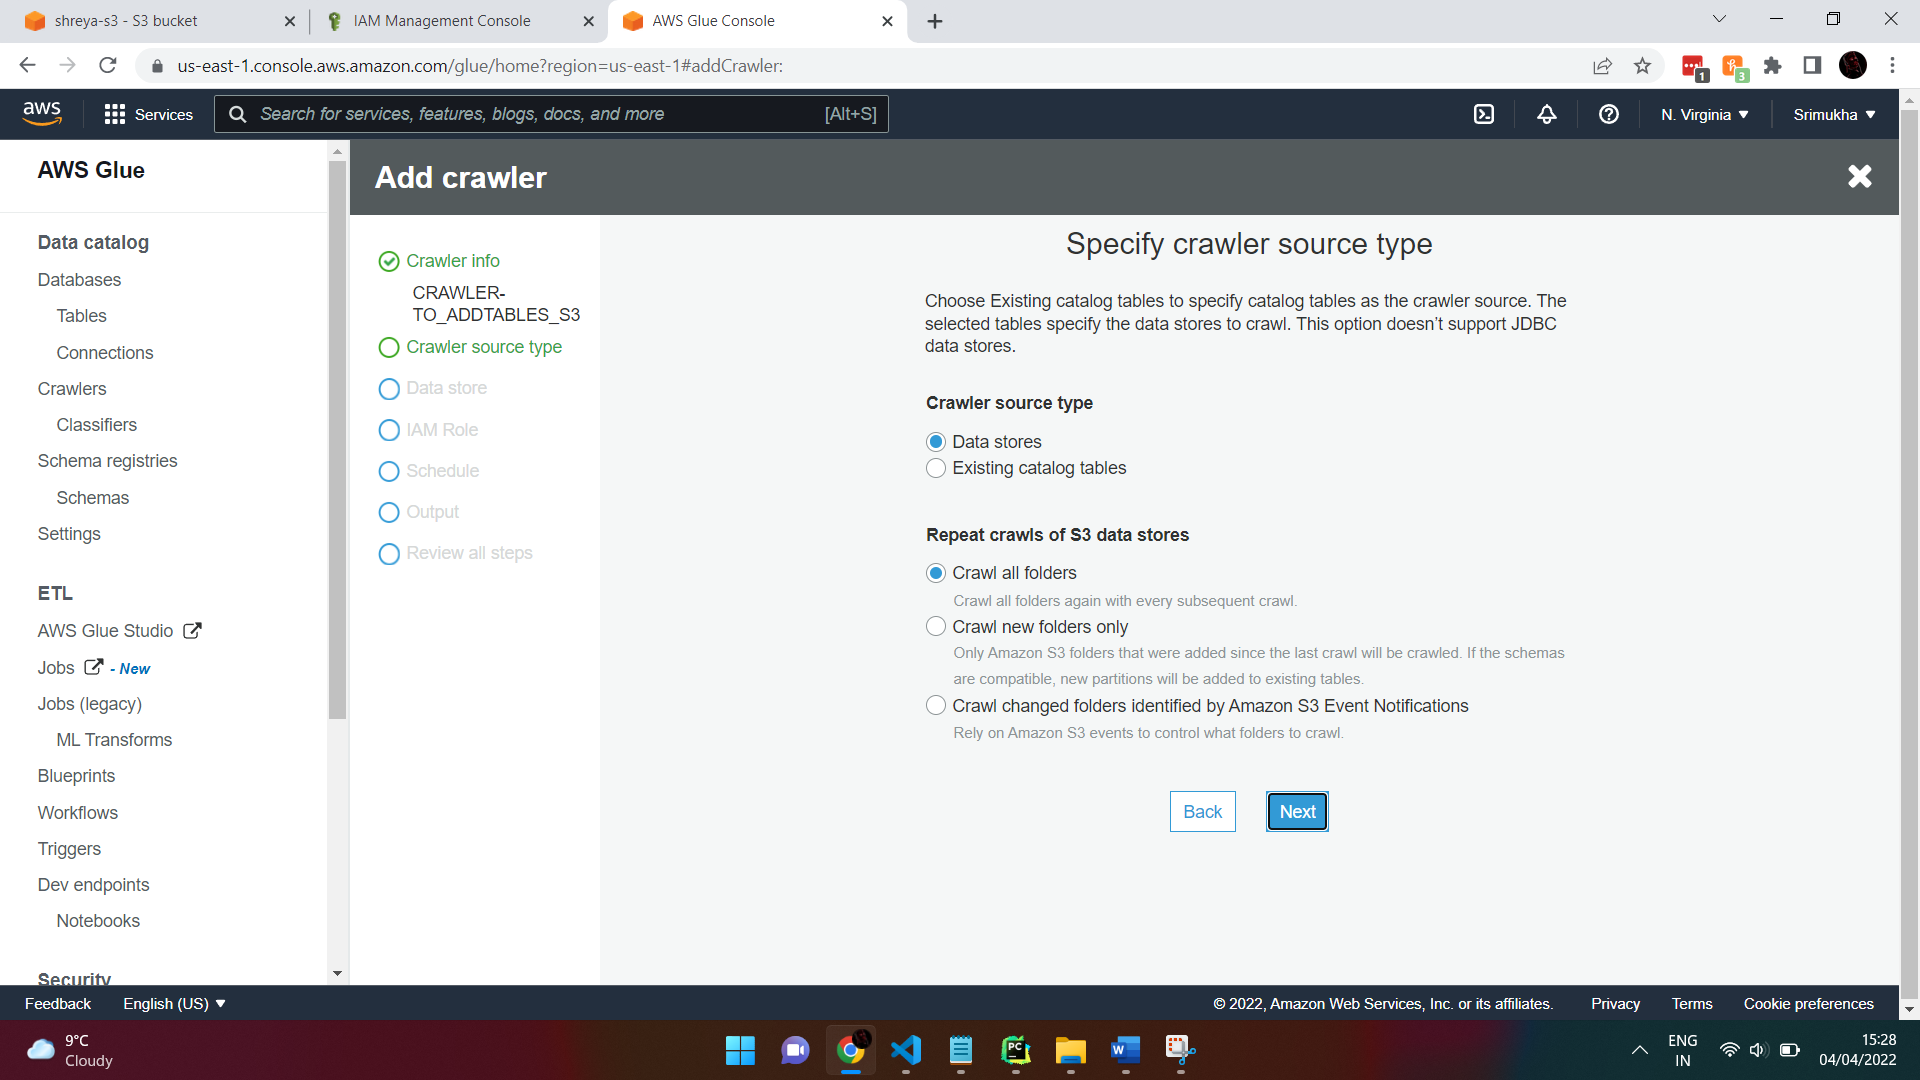 shreya-s3 - S3 bucket
IAM Management Console
AWS Glue Console
us-east-1.console.aws.amazon.com/glue/home?region=us-east-1#addCrawler:
1
3
aws
Services
Search for services, features, blogs, docs, and more
[Alt+S]
N. Virginia
Srimukha
AWS Glue
Data catalog
Databases
Tables
Connections
Crawlers
Classifiers
Schema registries
Schemas
Settings
ETL
AWS Glue Studio
Jobs - New
Jobs (legacy)
ML Transforms
Blueprints
Workflows
Triggers
Dev endpoints
Notebooks
Security
Add crawler
Crawler info
CRAWLER-
TO_ADDTABLES_S3
Crawler source type
Data store
IAM Role
Schedule
Output
Review all steps
Specify crawler source type
Choose Existing catalog tables to specify catalog tables as the crawler source. The
selected tables specify the data stores to crawl. This option doesn't support JDBC
data stores.
Crawler source type
Data stores
Existing catalog tables
Repeat crawls of S3 data stores
Crawl all folders
Crawl all folders again with every subsequent crawl.
Crawl new folders only
Only Amazon S3 folders that were added since the last crawl will be crawled. If the schemas
are compatible, new partitions will be added to existing tables.
Crawl changed folders identified by Amazon S3 Event Notifications
Rely on Amazon S3 events to control what folders to crawl.
Back
Next
Feedback
English (US)
© 2022, Amazon Web Services, Inc. or its affiliates.
Privacy
Terms
Cookie preferences
9°C
Cloudy
PC
W
ENG
IN
15:28
04/04/2022